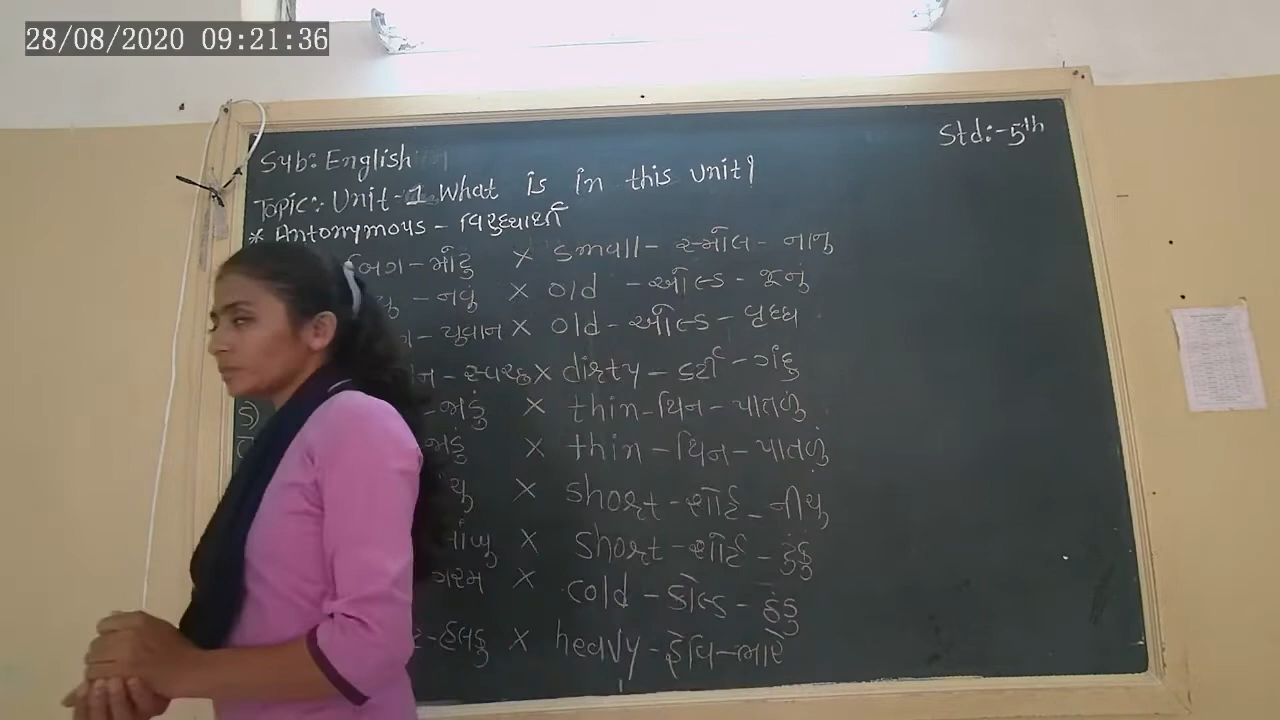 28/08/2020 09:21:36
Std:-5th
Sub: English
Topic: Unit-1 What is in this unit?
* Antonymous - વિરુધ્ધાર્થી
બિગ - મોટુ × small - સ્મોલ - નાનુ
યુ - નવું × old - ઓલ્ડ - જૂનું
ગ - યુવાન × old - ઓલ્ડ - વૃધ્ધ
ન - સ્વચ્છ × dirty - ડર્ટી - ગંદુ
5) - જાડું × thin - થિન - પાતળું
જાડું × thin - થિન - પાતળું
ચુ × short - શોર્ટ - નીચુ
× short - શોર્ટ - ટુંકુ
ગરમ × cold - કોલ્ડ - ઠંડુ
ટ - હલકુ × heavy - હેવિ - ભારે